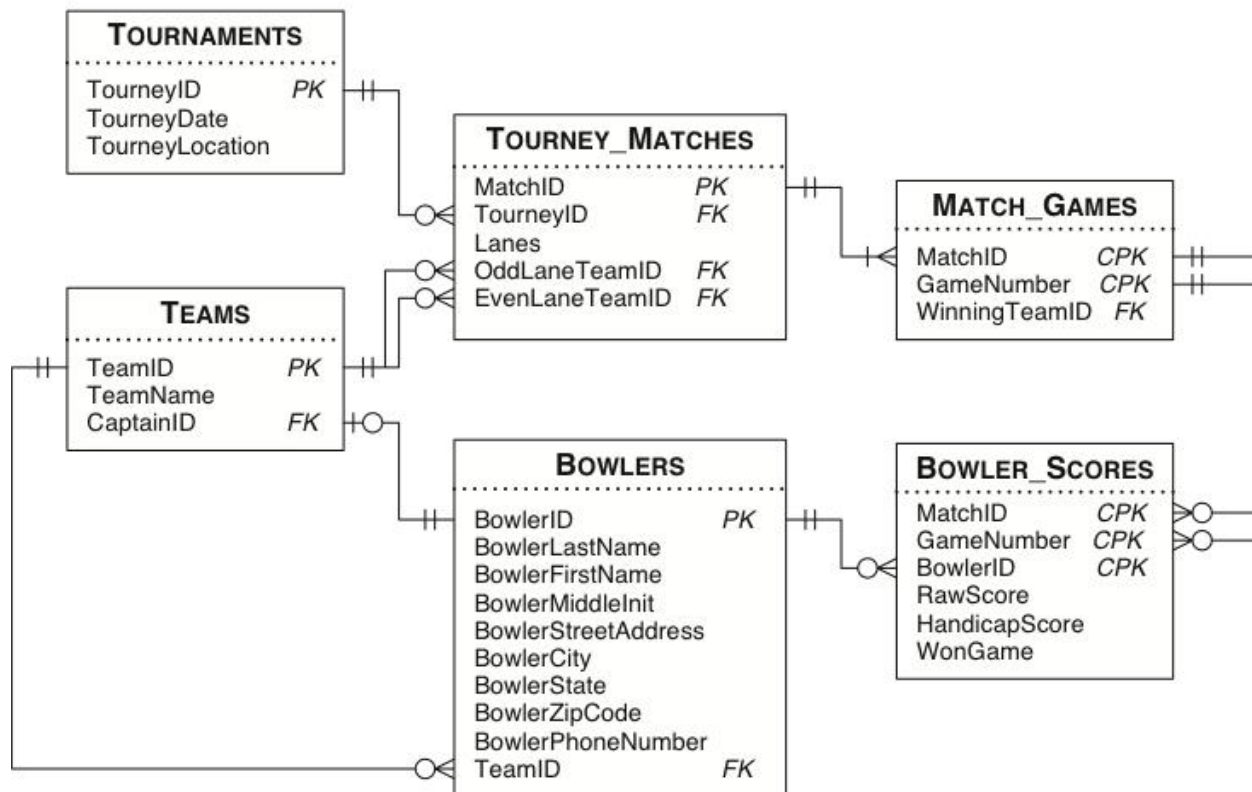 TOURNAMENTS
TourneyID PK
TourneyDate
TourneyLocation
TOURNEY_MATCHES
MatchID PK
TourneyID FK
Lanes
OddLaneTeamID FK
EvenLaneTeamID FK
MATCH_GAMES
MatchID CPK
GameNumber CPK
WinningTeamID FK
TEAMS
TeamID PK
TeamName
CaptainID FK
BOWLERS
BowlerID PK
BowlerLastName
BowlerFirstName
BowlerMiddleInit
BowlerStreetAddress
BowlerCity
BowlerState
BowlerZipCode
BowlerPhoneNumber
TeamID FK
BOWLER_SCORES
MatchID CPK
GameNumber CPK
BowlerID CPK
RawScore
HandicapScore
WonGame